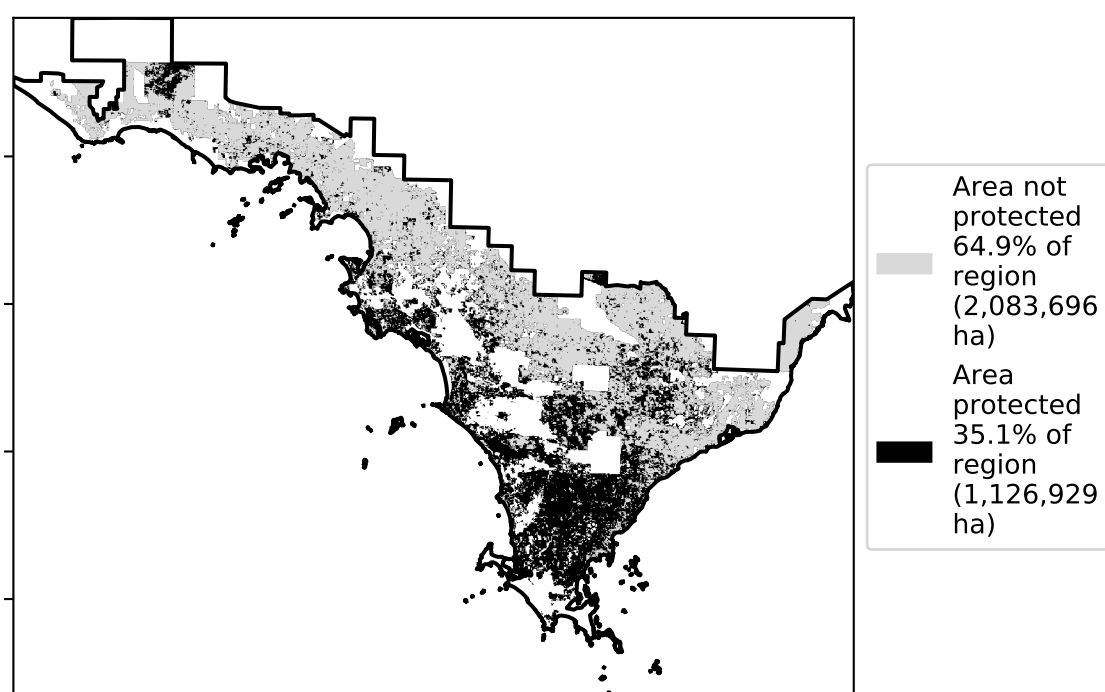 Area not
protected
64.9% of
region
(2,083,696
ha)
Area
protected
35.1% of
region
(1,126,929
ha)